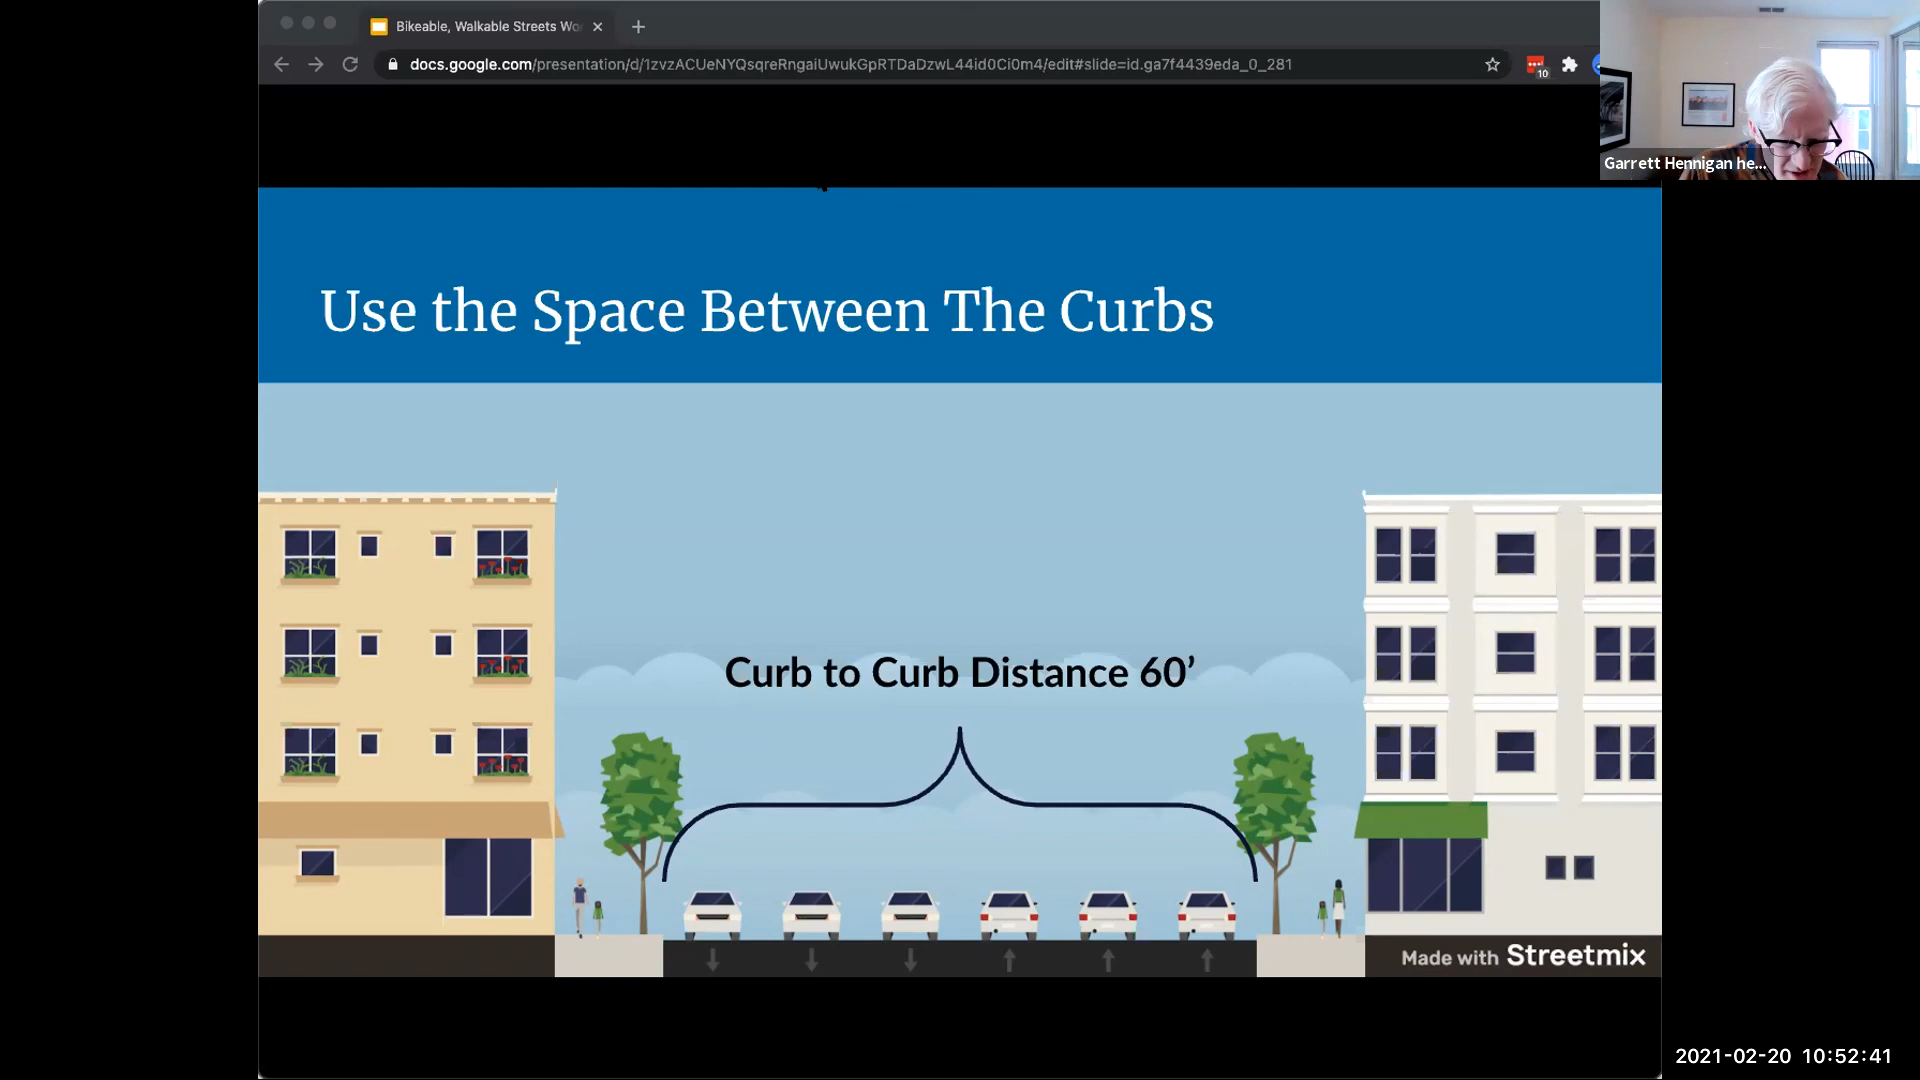 Bikeable, Walkable Streets Wo
docs.google.com/presentation/d/1zvzACUeNYQsqreRngaiUwukGpRTDaDzwL44id0Ci0m4/edit#slide=id.ga7f4439eda_0_281
10
Garrett Hennigan he...
Use the Space Between The Curbs
Curb to Curb Distance 60’
Made with Streetmix
2021-02-20 10:52:41